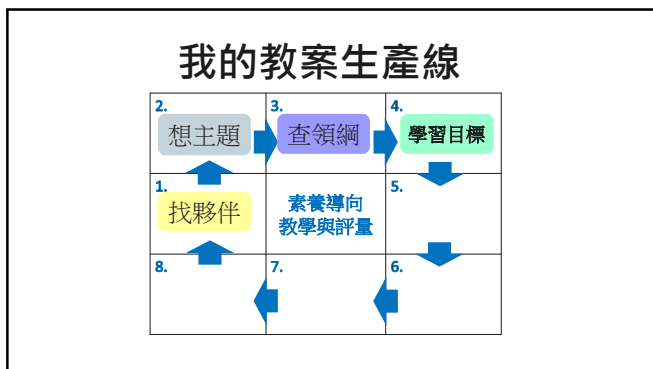 我的教案生產線
2.
想主題
3.
查領綱
4.
學習目標
1.
找夥伴
素養導向
教學與評量
5.
8.
7.
6.